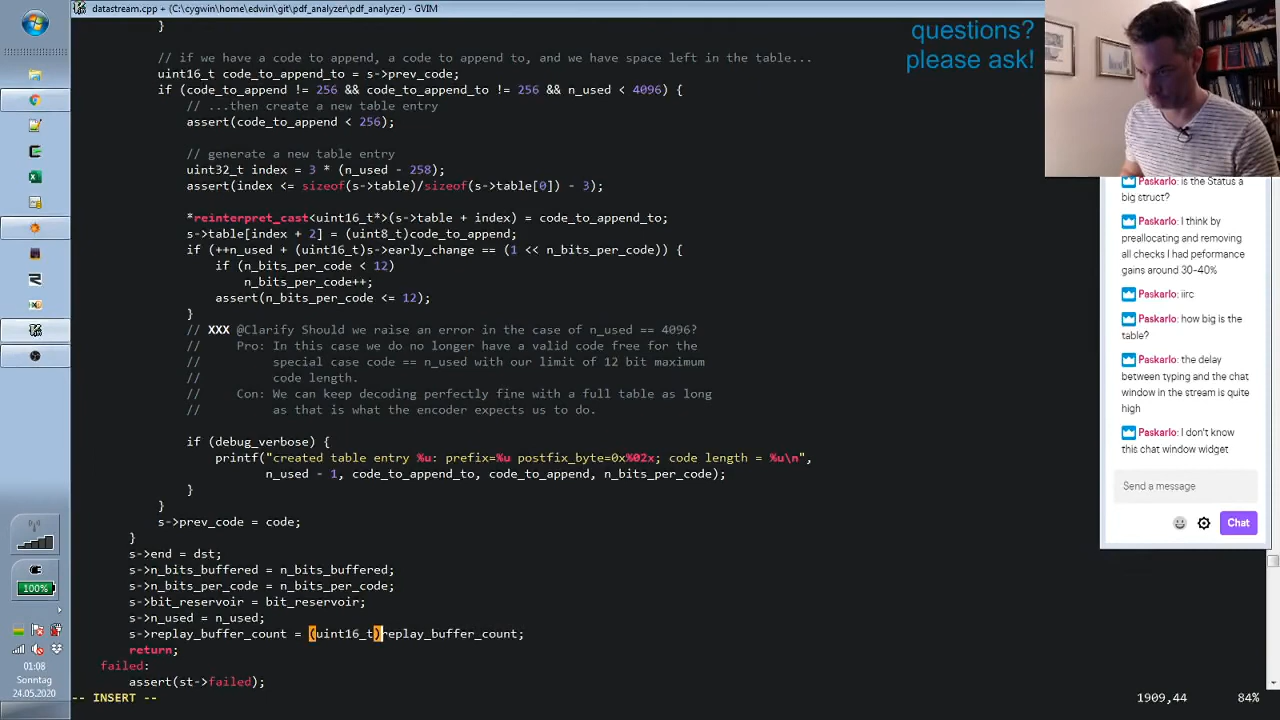 datastream.cpp + (C:\cygwin\home\edwin\git\pdf_analyzer\pdf_analyzer) - GVIM
}
// if we have a code to append, a code to append to, and we have space left in the table...
uint16_t code_to_append_to = s->prev_code;
if (code_to_append != 256 && code_to_append_to != 256 && n_used < 4096) {
// ...then create a new table entry
assert(code_to_append < 256);
// generate a new table entry
uint32_t index = 3 * (n_used - 258);
assert(index <= sizeof(s->table)/sizeof(s->table[0]) - 3);
*reinterpret_cast<uint16_t*>(s->table + index) = code_to_append_to;
s->table[index + 2] = (uint8_t)code_to_append;
if (++n_used + (uint16_t)s->early_change == (1 << n_bits_per_code)) {
if (n_bits_per_code < 12)
n_bits_per_code++;
assert(n_bits_per_code <= 12);
}
// XXX @Clarify Should we raise an error in the case of n_used == 4096?
// Pro: In this case we do no longer have a valid code free for the
// special case code == n_used with our limit of 12 bit maximum
// code length.
// Con: We can keep decoding perfectly fine with a full table as long
// as that is what the encoder expects us to do.
if (debug_verbose) {
printf("created table entry %u: prefix=%u postfix_byte=0x%02x; code length = %u\n",
n_used - 1, code_to_append_to, code_to_append, n_bits_per_code);
}
}
s->prev_code = code;
}
s->end = dst;
s->n_bits_buffered = n_bits_buffered;
s->n_bits_per_code = n_bits_per_code;
s->bit_reservoir = bit_reservoir;
s->n_used = n_used;
s->replay_buffer_count = (uint16_t)replay_buffer_count;
return;
failed:
assert(st->failed);
-- INSERT --
1909,44
84%
questions?
please ask!
Paskarlo: is the Status a
big struct?
Paskarlo: I think by
preallocating and removing
all checks I had peformance
gains around 30-40%
Paskarlo: iirc
Paskarlo: how big is the
table?
Paskarlo: the delay
between typing and the chat
window in the stream is quite
high
Paskarlo: I don't know
this chat window widget
Send a message
Chat
100%
01:08
Sonntag
24.05.2020